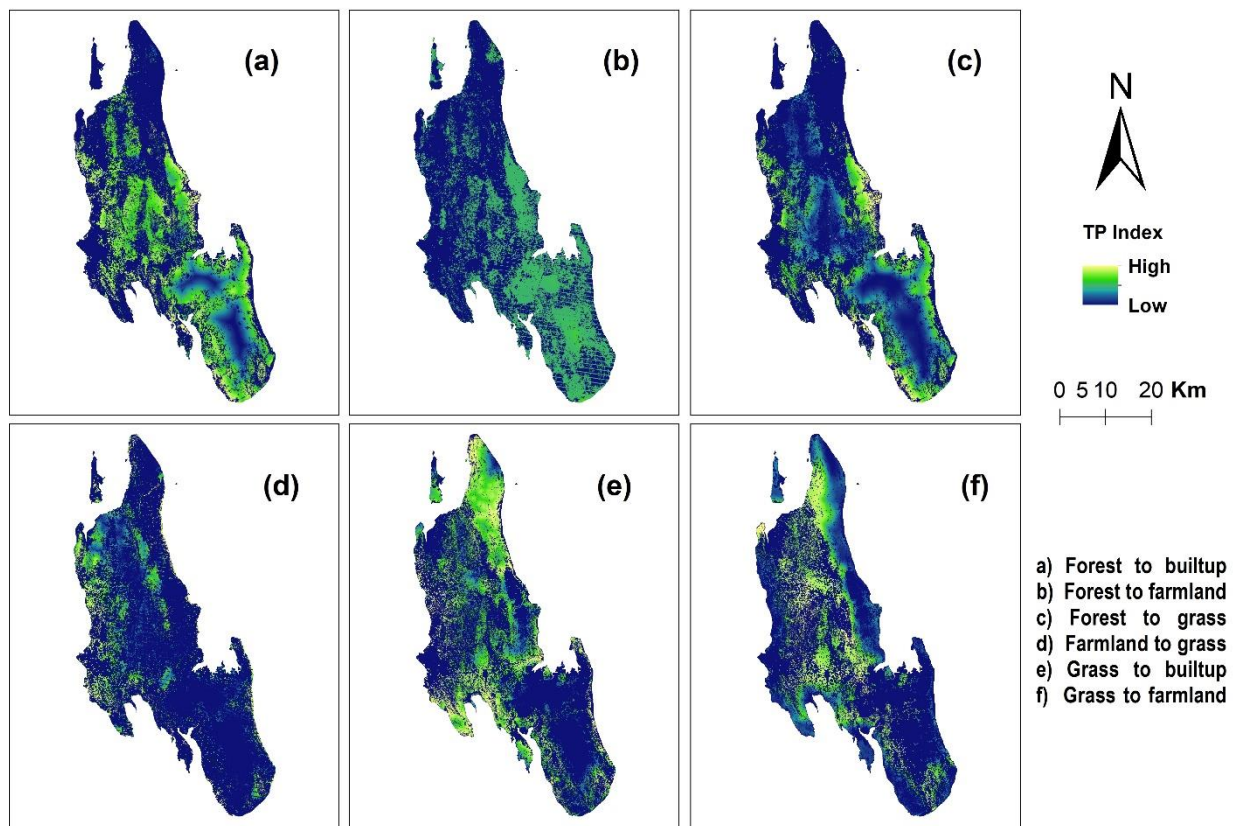 (a)
(b)
(c)
N
TP Index
High
Low
0 5 10 20 Km
(d)
(e)
(f)
a) Forest to builtup
b) Forest to farmland
c) Forest to grass
d) Farmland to grass
e) Grass to builtup
f) Grass to farmland